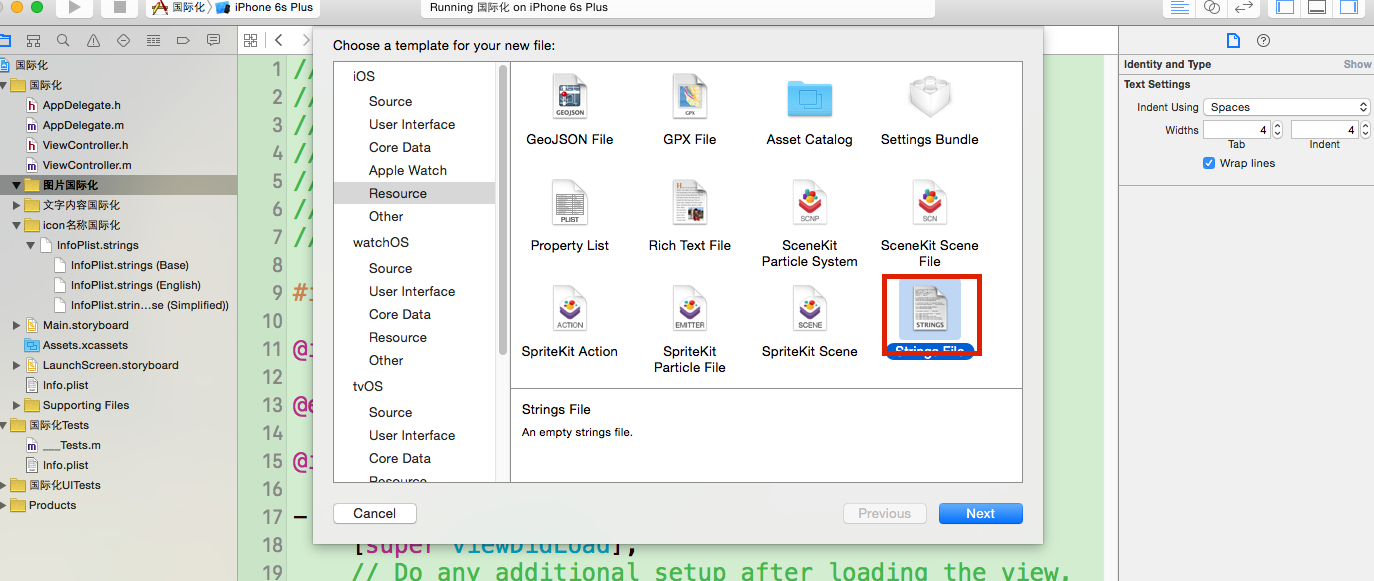 国际化 iPhone 6s Plus
Running 国际化 on iPhone 6s Plus
国际化
国际化
AppDelegate.h
AppDelegate.m
ViewController.h
ViewController.m
图片国际化
文字内容国际化
icon名称国际化
InfoPlist.strings
InfoPlist.strings (Base)
InfoPlist.strings (English)
InfoPlist.strin...se (Simplified))
Main.storyboard
Assets.xcassets
LaunchScreen.storyboard
Info.plist
Supporting Files
国际化Tests
___Tests.m
Info.plist
国际化UITests
Products
1 //
2 //
3 //
4 //
5 //
6 //
7 //
8
9
10
11
12
13
14
15
16
17 -
18 [super viewDidLoad];
19 // Do any additional setup after loading the view,
Choose a template for your new file:
iOS
Source
User Interface
Core Data
Apple Watch
Resource
Other
watchOS
Source
User Interface
Core Data
Resource
Other
tvOS
Source
User Interface
Core Data
Resource
GEOJSON
GeoJSON File
GPX
GPX File
Asset Catalog
Settings Bundle
PLIST
Property List
Rich Text File
SCNP
SceneKit
Particle System
SCN
SceneKit Scene
File
ACTION
SpriteKit Action
EMITTER
SpriteKit
Particle File
SCENE
SpriteKit Scene
STRINGS
Strings File
Strings File
An empty strings file.
Cancel
Previous
Next
Identity and Type Show
Text Settings
Indent Using Spaces
Widths 4 4
Tab Indent
Wrap lines